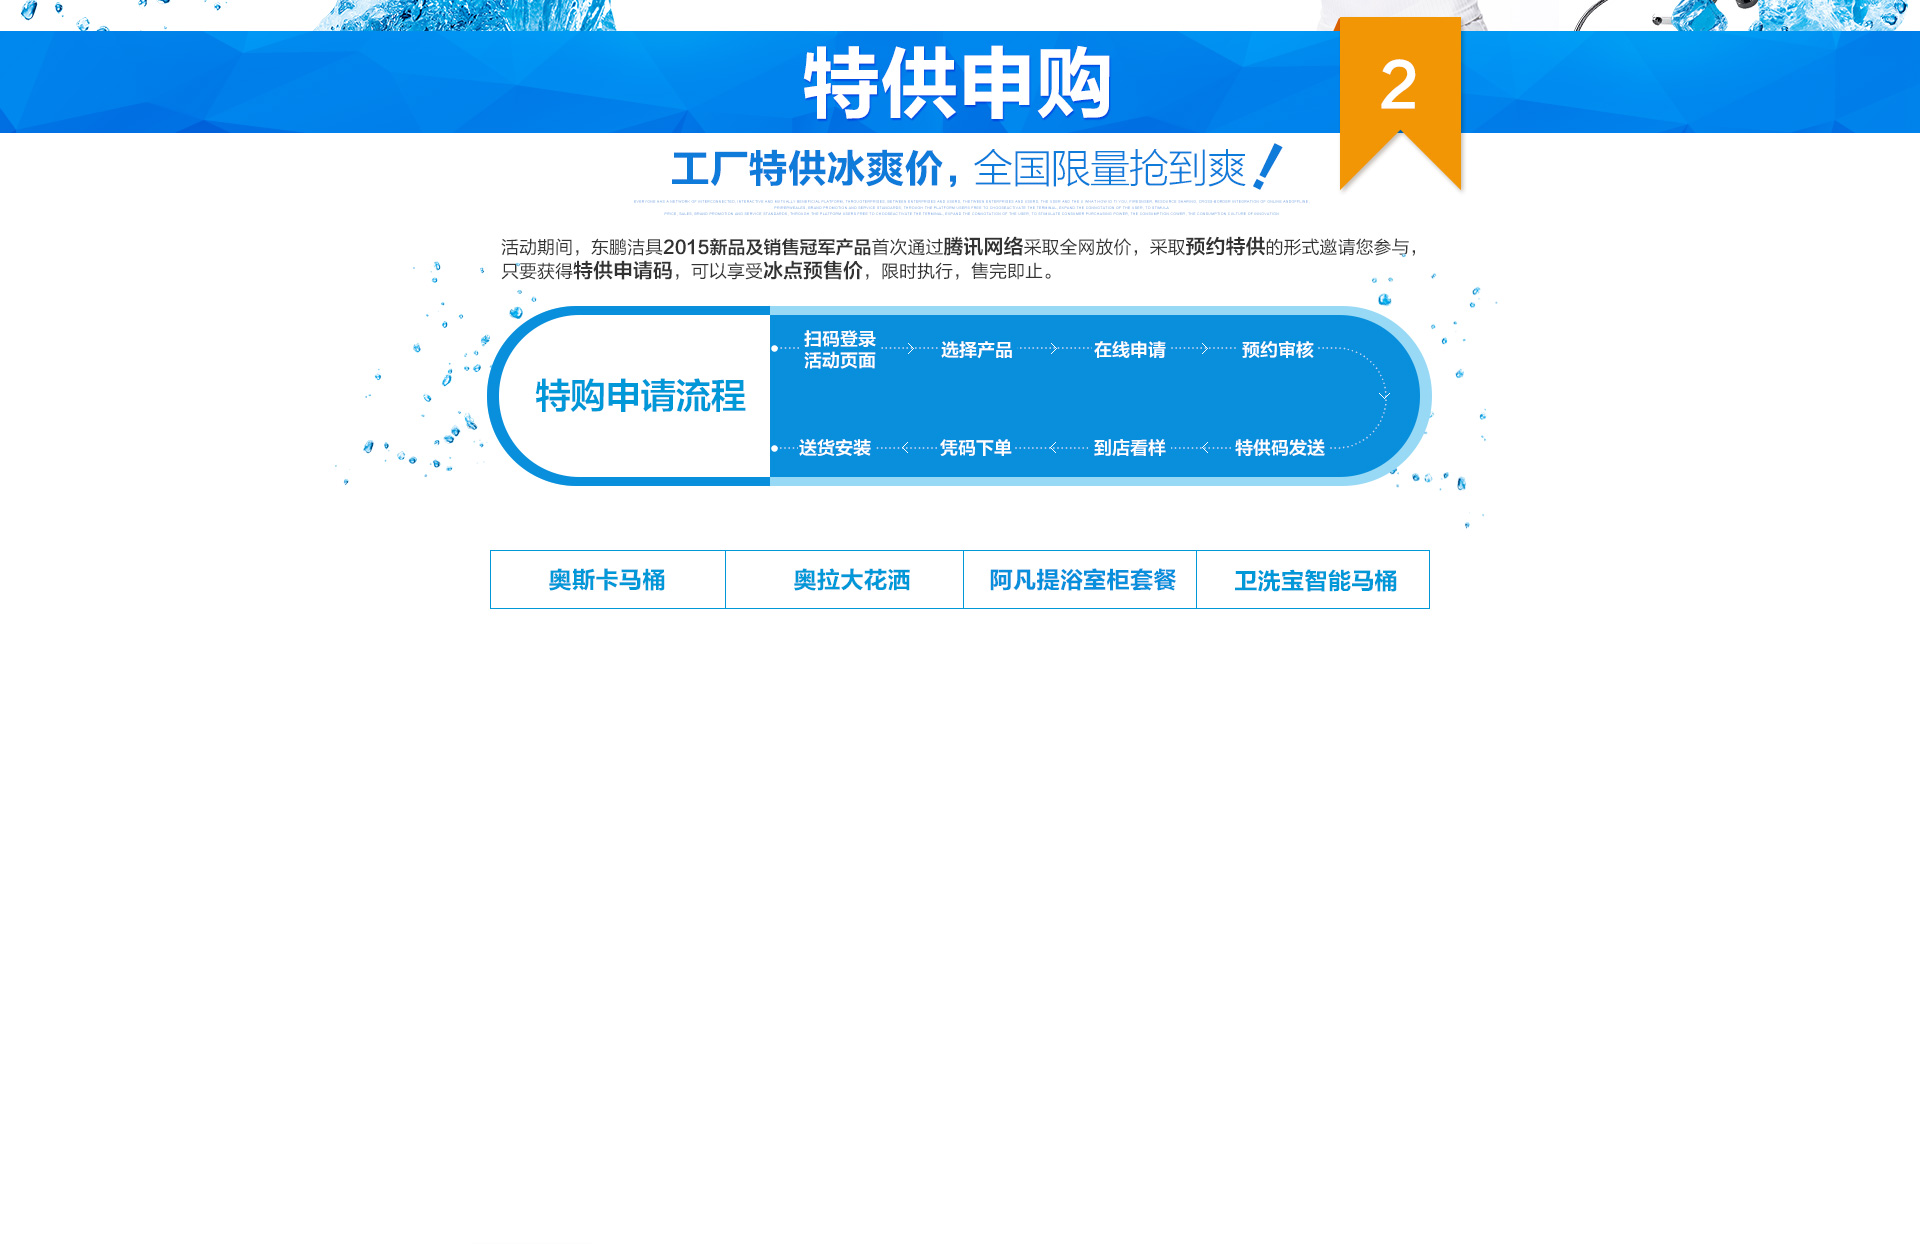 特供申购
2
工厂特供冰爽价，全国限量抢到爽！
活动期间，东鹏洁具2015新品及销售冠军产品首次通过腾讯网络采取全网放价，采取预约特供的形式邀请您参与，
只要获得特供申请码，可以享受冰点预售价，限时执行，售完即止。
特购申请流程
扫码登录
活动页面
选择产品
在线申请
预约审核
特供码发送
到店看样
凭码下单
送货安装
奥斯卡马桶
奥拉大花洒
阿凡提浴室柜套餐
卫洗宝智能马桶